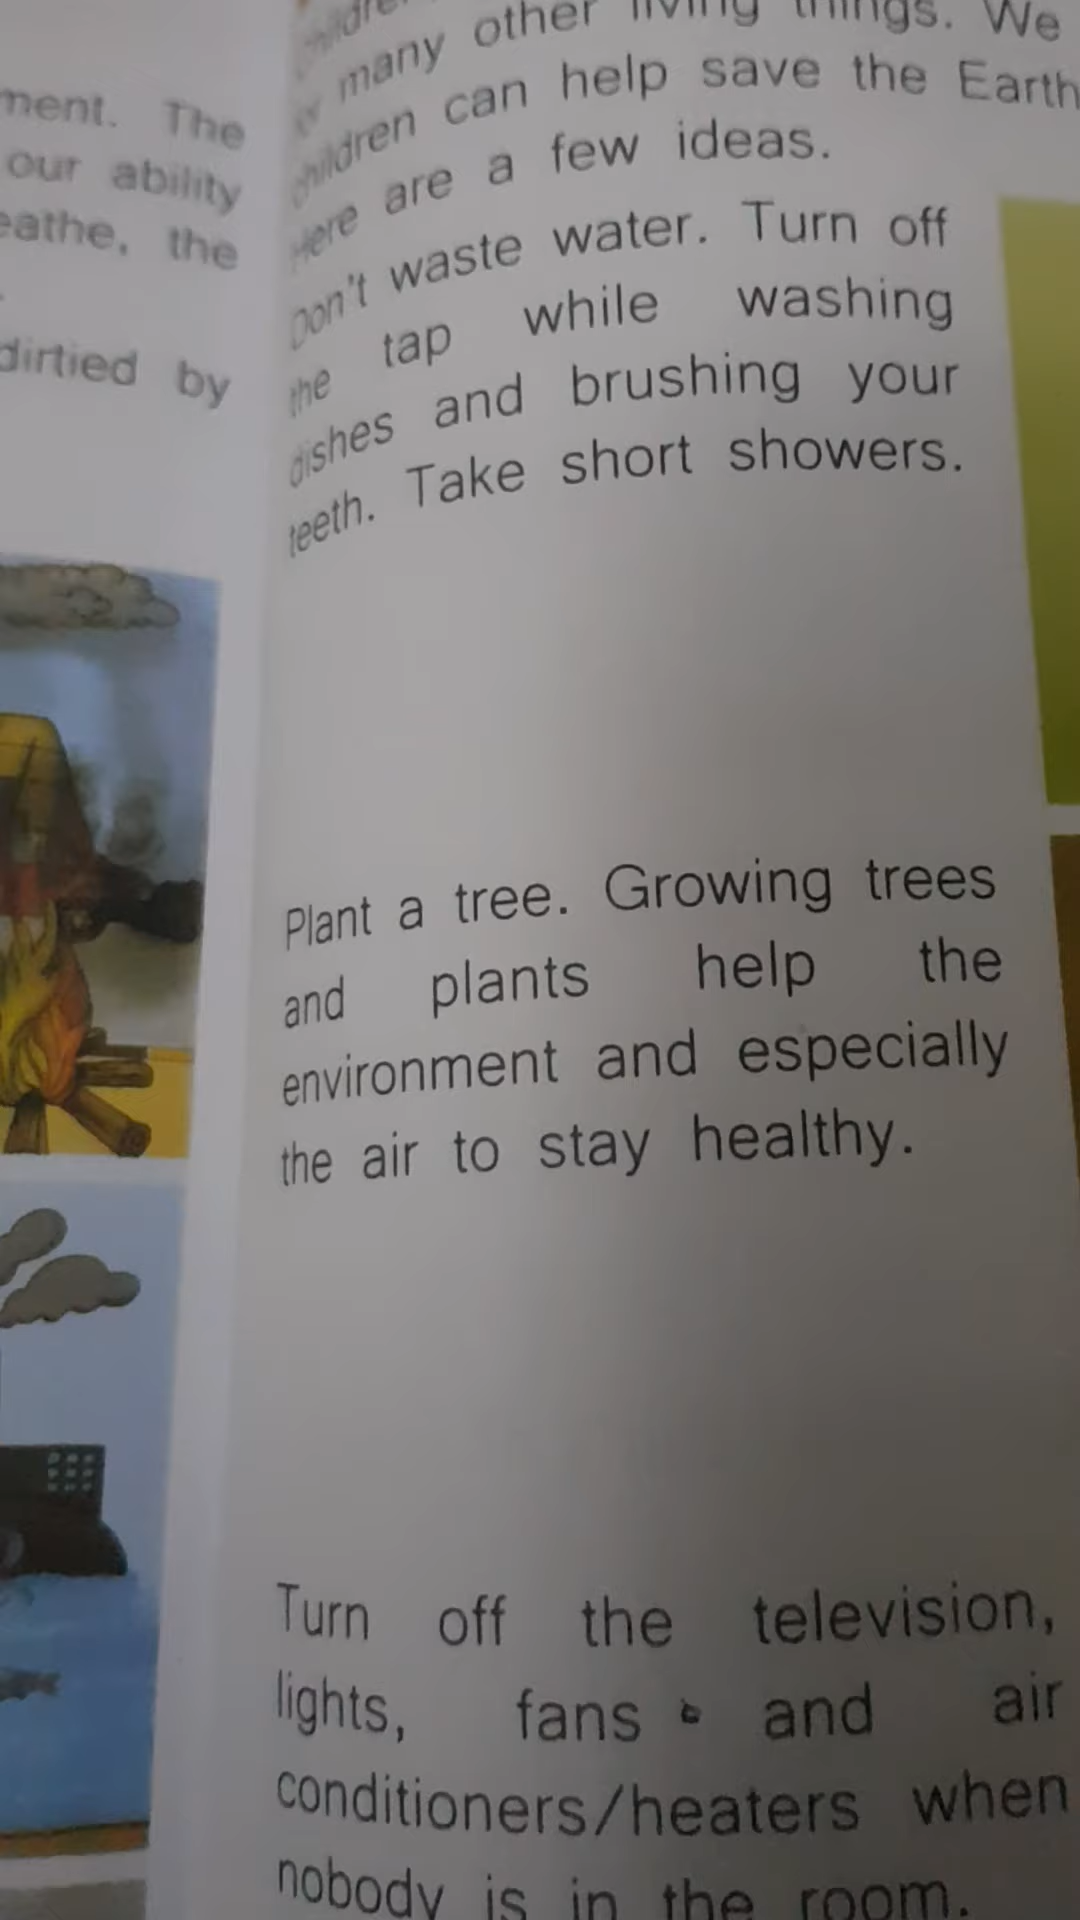 ment. The
our ability
eathe, the
dirtied by
many other living things. We
children can help save the Earth
Here are a few ideas.
Don't waste water. Turn off
the tap while washing
dishes and brushing your
teeth. Take short showers.
Plant a tree. Growing trees
and plants help the
environment and especially
the air to stay healthy.
Turn off the television,
lights, fans and air
conditioners/heaters when
nobody is in the room.